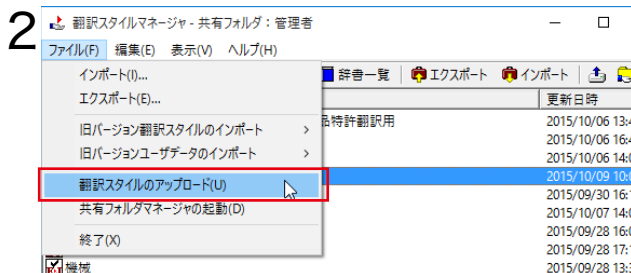 2
翻訳スタイルマネージャ - 共有フォルダ：管理者
ファイル(F) 編集(E) 表示(V) ヘルプ(H)
インポート(I)... 辞書一覧 エクスポート インポート
エクスポート(E)... 更新日時
旧バージョン翻訳スタイルのインポート 品特許翻訳用 2015/10/06 13:4
2015/10/06 16:4
旧バージョンユーザデータのインポート 2015/10/06 14:0
翻訳スタイルのアップロード(U) 2015/10/09 10:0
2015/09/30 16:
共有フォルダマネージャの起動(D) 2015/10/07 14:0
2015/09/28 16:0
終了(X) 2015/09/28 17:
機械 2015/09/28 13: